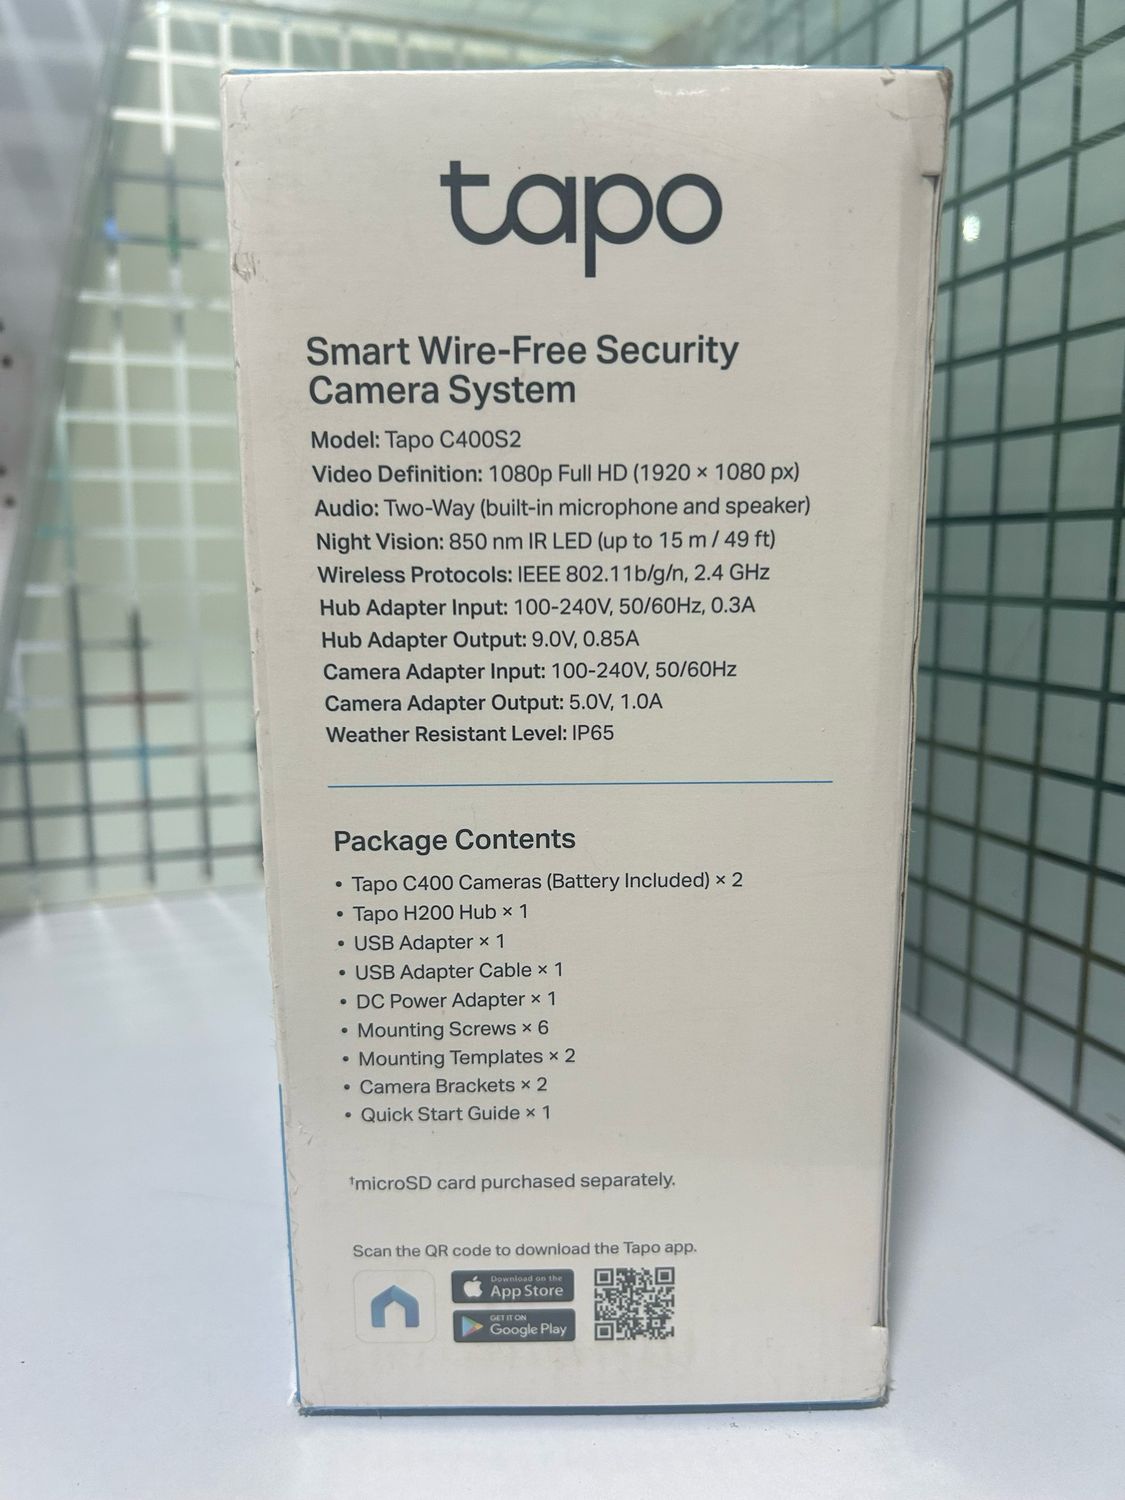 tapo
Smart Wire-Free Security
Camera System
Model: Tapo C400S2
Video Definition: 1080p Full HD (1920 × 1080 px)
Audio: Two-Way (built-in microphone and speaker)
Night Vision: 850 nm IR LED (up to 15 m / 49 ft)
Wireless Protocols: IEEE 802.11b/g/n, 2.4 GHz
Hub Adapter Input: 100-240V, 50/60Hz, 0.3A
Hub Adapter Output: 9.0V, 0.85A
Camera Adapter Input: 100-240V, 50/60Hz
Camera Adapter Output: 5.0V, 1.0A
Weather Resistant Level: IP65
Package Contents
• Tapo C400 Cameras (Battery Included) × 2
• Tapo H200 Hub × 1
• USB Adapter × 1
• USB Adapter Cable × 1
• DC Power Adapter × 1
• Mounting Screws × 6
• Mounting Templates × 2
• Camera Brackets × 2
• Quick Start Guide × 1
†microSD card purchased separately.
Scan the QR code to download the Tapo app.
Download on the
App Store
GET IT ON
Google Play